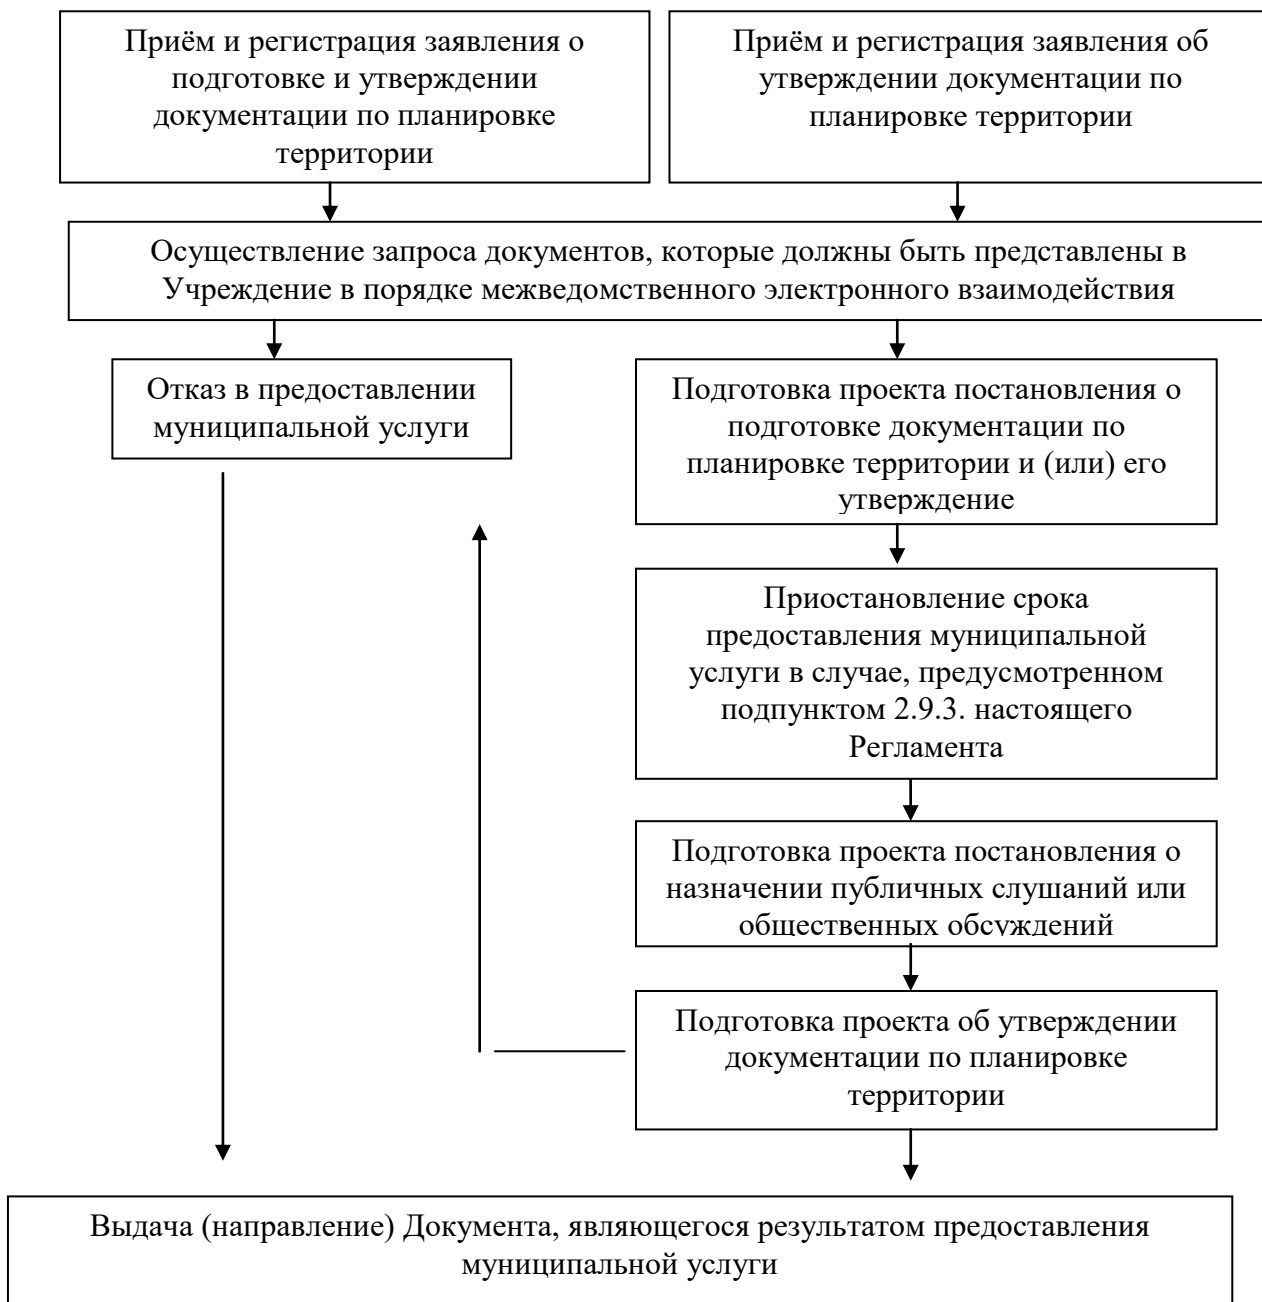 Приём и регистрация заявления о
подготовке и утверждении
документации по планировке
территории
Приём и регистрация заявления об
утверждении документации по
планировке территории
Осуществление запроса документов, которые должны быть представлены в
Учреждение в порядке межведомственного электронного взаимодействия
Отказ в предоставлении
муниципальной услуги
Подготовка проекта постановления о
подготовке документации по
планировке территории и (или) его
утверждение
Приостановление срока
предоставления муниципальной
услуги в случае, предусмотренном
подпунктом 2.9.3. настоящего
Регламента
Подготовка проекта постановления о
назначении публичных слушаний или
общественных обсуждений
Подготовка проекта об утверждении
документации по планировке
территории
Выдача (направление) Документа, являющегося результатом предоставления
муниципальной услуги